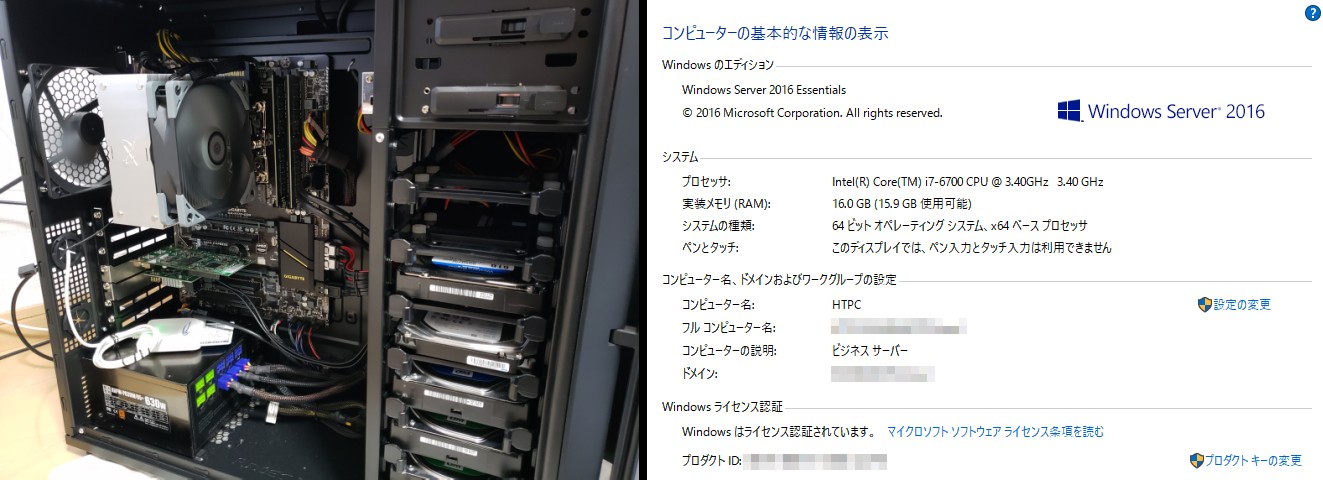 コンピューターの基本的な情報の表示
?
Windows のエディション
Windows Server 2016 Essentials
© 2016 Microsoft Corporation. All rights reserved.
Windows Server® 2016
システム
プロセッサ: Intel(R) Core(TM) i7-6700 CPU @ 3.40GHz 3.40 GHz
実装メモリ (RAM): 16.0 GB (15.9 GB 使用可能)
システムの種類: 64 ビット オペレーティング システム、x64 ベース プロセッサ
ペンとタッチ: このディスプレイでは、ペン入力とタッチ入力は利用できません
コンピューター名、ドメインおよびワークグループの設定
コンピューター名: HTPC
設定の変更
フル コンピューター名:
コンピューターの説明: ビジネス サーバー
ドメイン:
Windows ライセンス認証
Windows はライセンス認証されています。 マイクロソフト ソフトウェア ライセンス条項を読む
プロダクト ID:
プロダクト キーの変更
GIGABYTE
630W